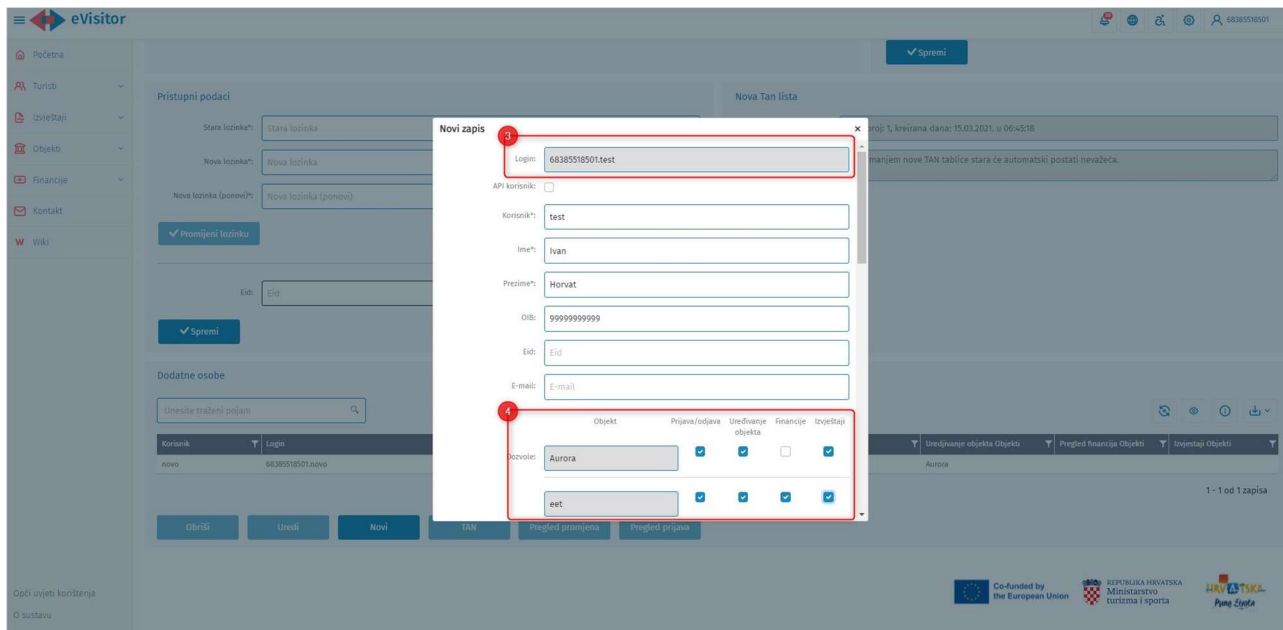 eVisitor
68385518501
Početna
Turisti
Izvještaji
Objekti
Financije
Kontakt
W Wiki
Opći uvjeti korištenja
O sustavu
Spremi
Pristupni podaci
Stara lozinka*: Stara lozinka
Nova lozinka*: Nova lozinka
Nova lozinka (ponovi)*: Nova lozinka (ponovi)
Promijeni lozinku
Eid: Eid
Spremi
Nova Tan lista
broj: 1, kreirana dana: 15.03.2021. u 06:45:18
manjem nove TAN tablice stara će automatski postati nevažeća.
Novi zapis
3
Login: 68385518501.test
API korisnik:
Korisnik*: test
Ime*: Ivan
Prezime*: Horvat
OIB: 99999999999
Eid: Eid
E-mail: E-mail
4
Objekt Prijava/odjava Uređivanje objekta Financije Izvještaji
Dozvole: Aurora
eet
Dodatne osobe
Unesite traženi pojam
Korisnik Login Uredjivanje objekta Objekti Pregled financija Objekti Izvjestaji Objekti
novo 68385518501.novo Aurora
1 - 1 od 1 zapisa
Obriši Uredi Novi TAN Pregled promjena Pregled prijava
Co-funded by
the European Union
REPUBLIKA HRVATSKA
Ministarstvo
turizma i sporta
HRVATSKA
Puna života